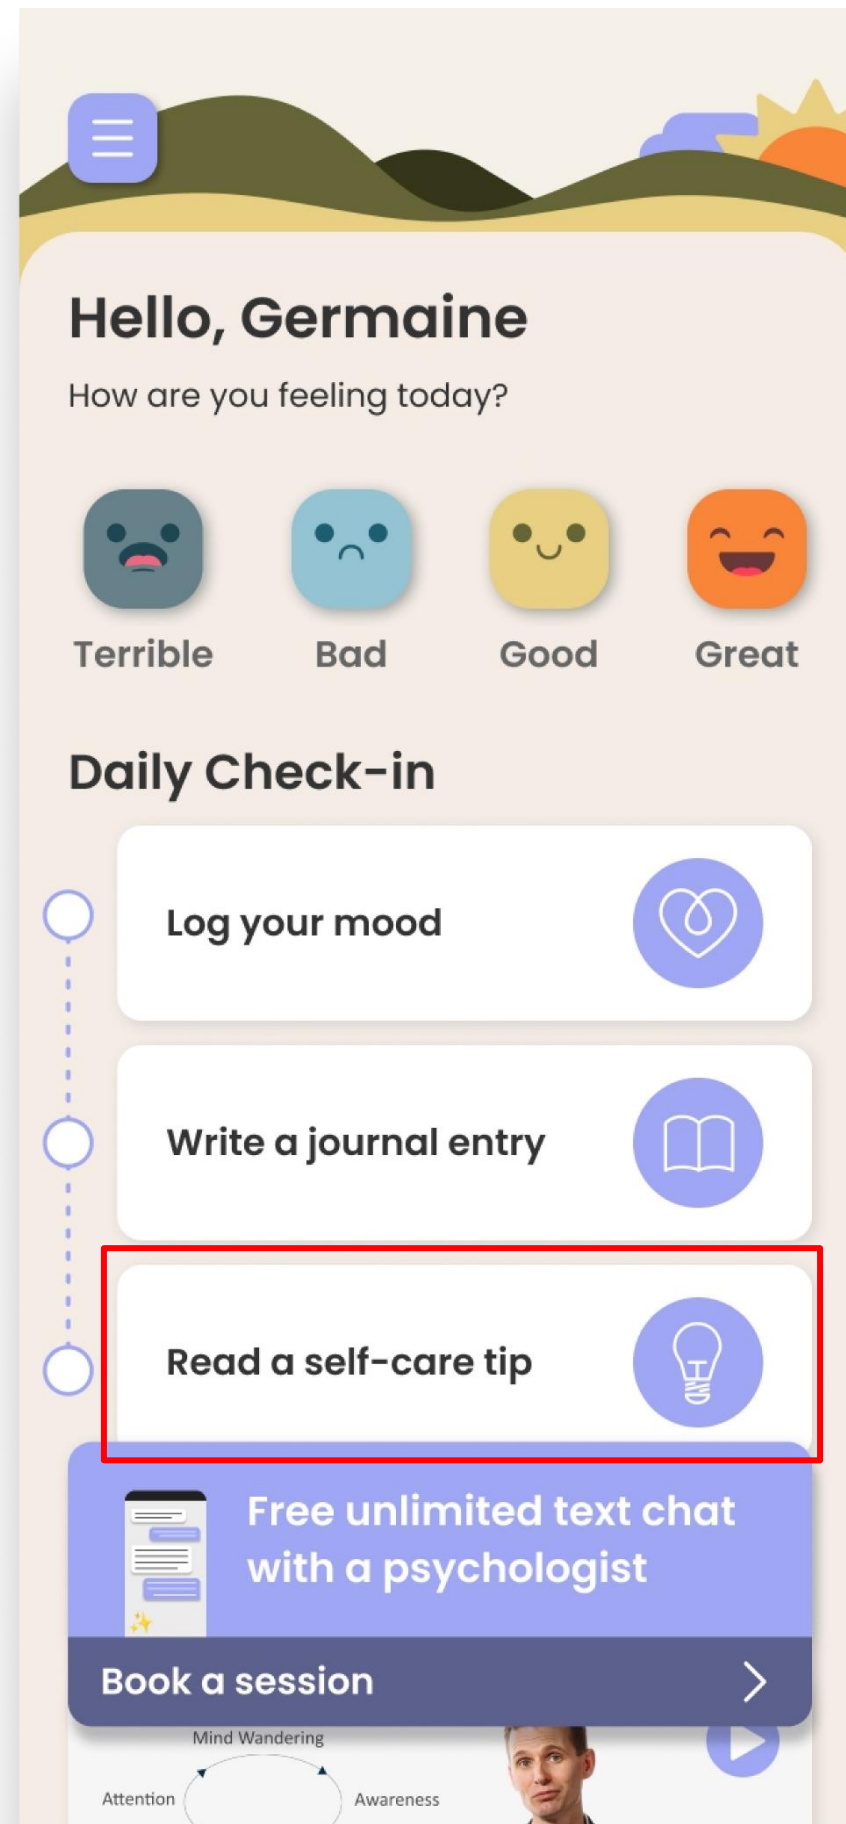 Hello, Germaine
How are you feeling today?
Terrible
Bad
Good
Great
Daily Check-in
Log your mood
Write a journal entry
Read a self-care tip
Free unlimited text chat
with a psychologist
Book a session
Mind Wandering
Attention
Awareness